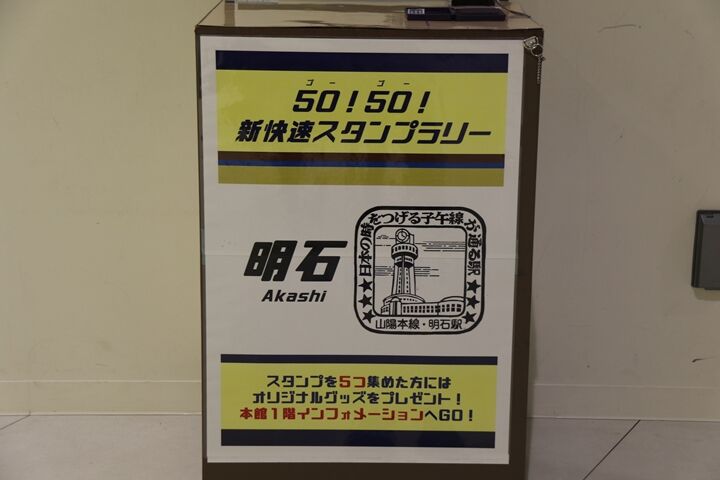 ゴー ゴー
50!50!
新快速スタンプラリー
明石
Akashi
日本の時をつげる子午線が通る駅
山陽本線・明石駅
スタンプを5つ集めた方には
オリジナルグッズをプレゼント!
本館1階インフォメーションへGO!